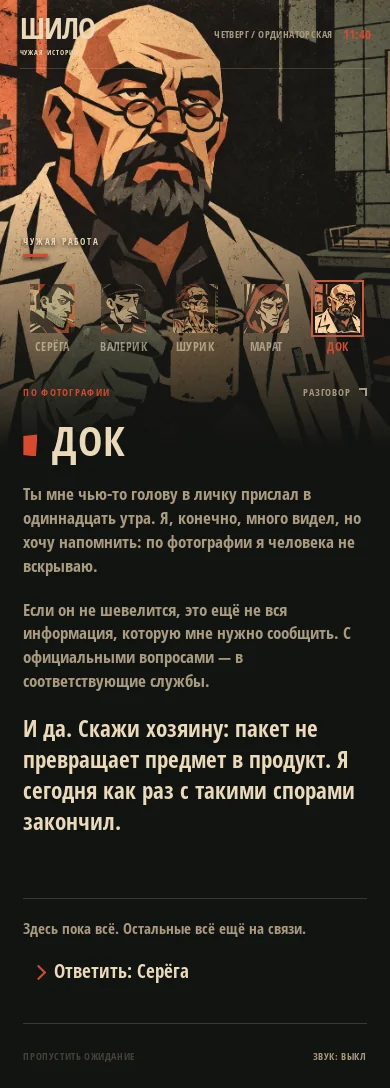 ШИЛО
ЧЕТВЕРГ / ОРДИНАТОРСКАЯ 11:40
ЧУЖАЯ ИСТОРИЯ
ЧУЖАЯ РАБОТА
СЕРЁГА ВАЛЕРИК ШУРИК МАРАТ ДОК
ПО ФОТОГРАФИИ РАЗГОВОР
ДОК
Ты мне чью-то голову в личку прислал в
одиннадцать утра. Я, конечно, много видел, но
хочу напомнить: по фотографии я человека не
вскрываю.
Если он не шевелится, это ещё не вся
информация, которую мне нужно сообщить. С
официальными вопросами — в
соответствующие службы.
И да. Скажи хозяину: пакет не
превращает предмет в продукт. Я
сегодня как раз с такими спорами
закончил.
Здесь пока всё. Остальные всё ещё на связи.
Ответить: Серёга
ПРОПУСТИТЬ ОЖИДАНИЕ ЗВУК: ВЫКЛ